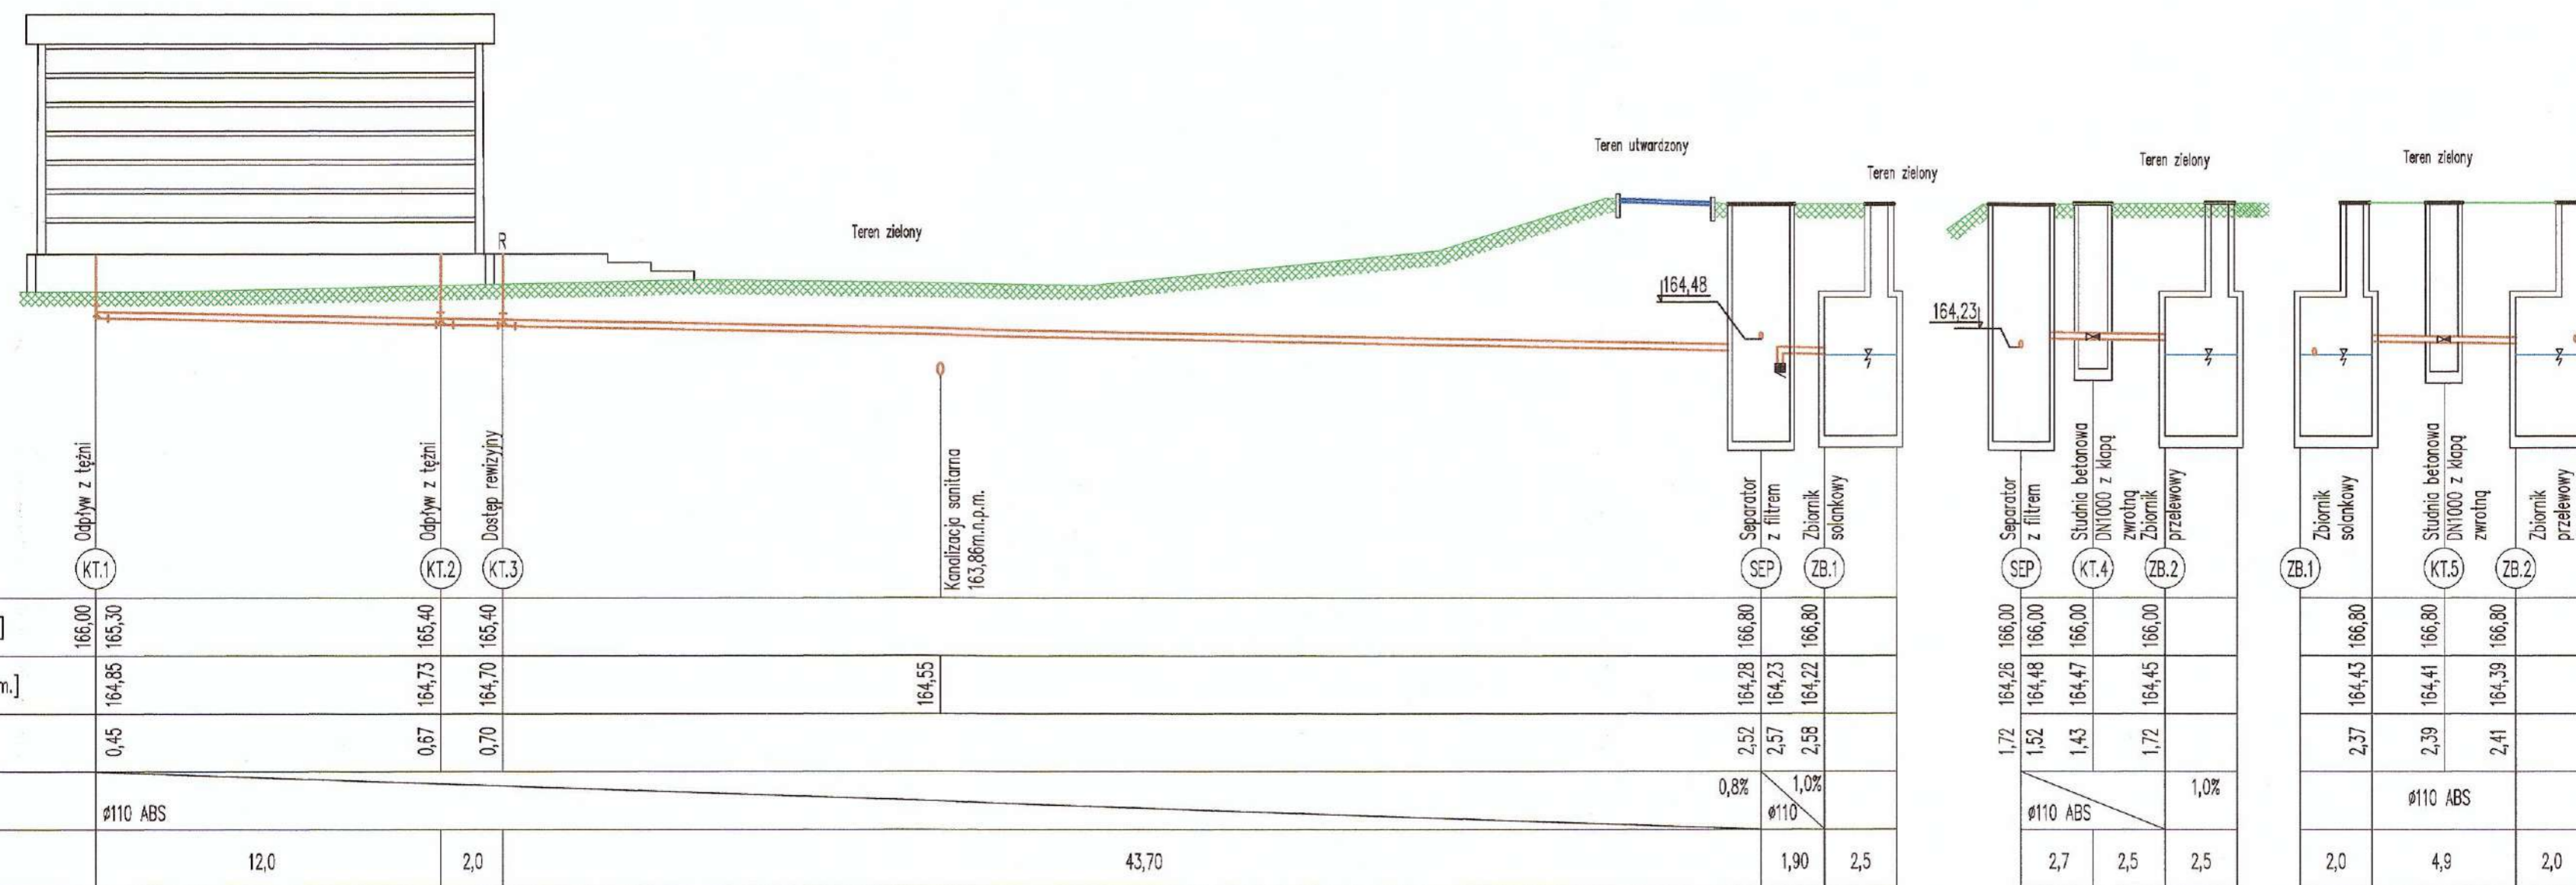 Teren utwardzony
Teren zielony
Teren zielony
Teren zielony
Teren zielony
R
164,48
164,23
Odpływ z tężni
Odpływ z tężni
Dostęp rewizyjny
Kanalizacja sanitarna
163,86m.n.p.m.
Separator
z filtrem
Zbiornik
solankowy
Separator
z filtrem
Studnia betonowa
DN1000 z klapą
zwrotną
Zbiornik
przelewowy
Zbiornik
solankowy
Studnia betonowa
DN1000 z klapą
zwrotną
Zbiornik
przelewowy
KT.1
KT.2
KT.3
SEP
ZB.1
SEP
KT.4
ZB.2
ZB.1
KT.5
ZB.2
]
166,00 165,30 165,40 165,40 166,80 166,80 166,00 166,00 166,00 166,00 166,80 166,80 166,80
m.]
164,85 164,73 164,70 164,55 164,28 164,23 164,22 164,26 164,48 164,47 164,45 164,43 164,41 164,39
0,45 0,67 0,70 2,52 2,57 2,58 1,72 1,52 1,43 1,72 2,37 2,39 2,41
0,8% 1,0% 1,0%
ø110 ABS ø110 ø110 ABS ø110 ABS
12,0 2,0 43,70 1,90 2,5 2,7 2,5 2,5 2,0 4,9 2,0